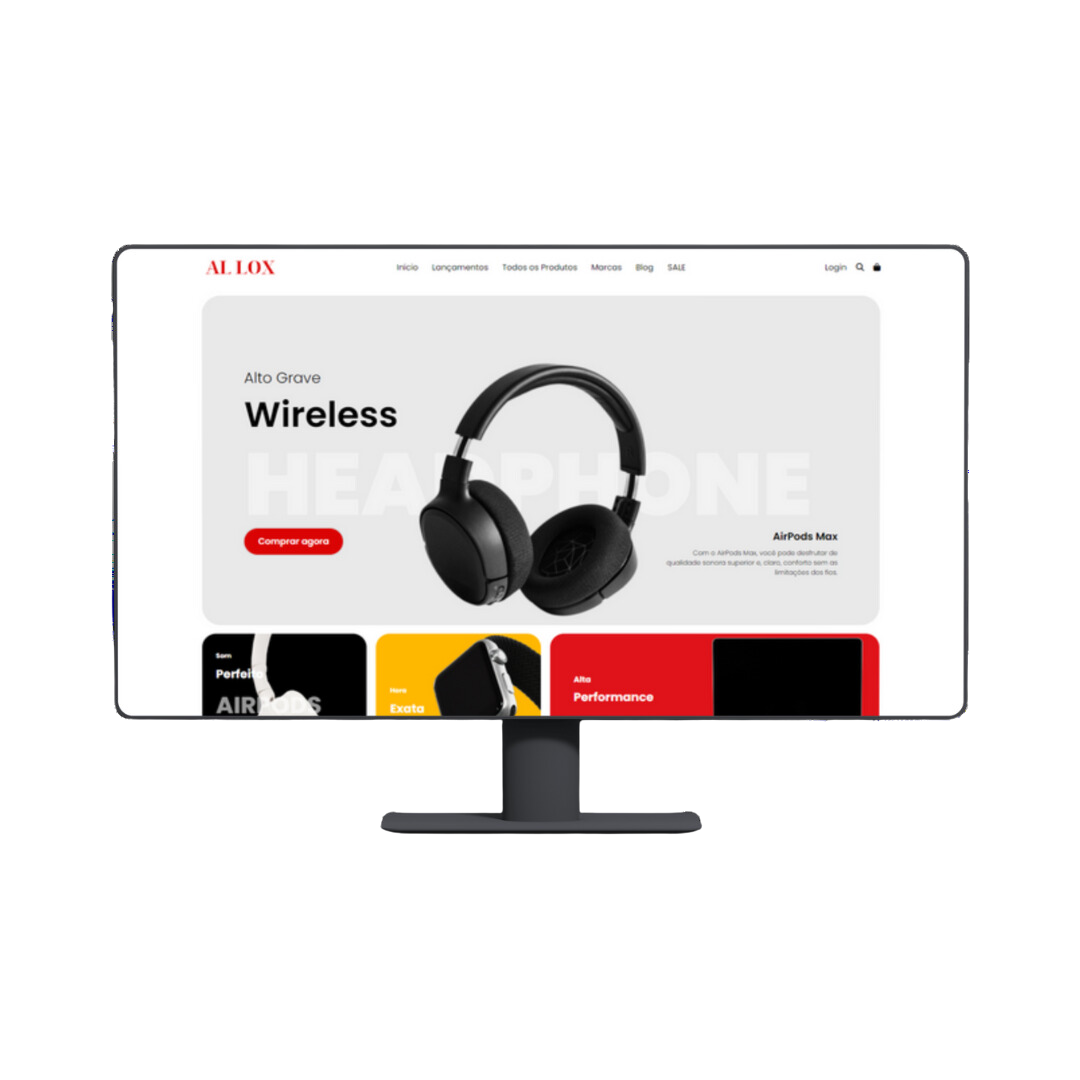 AL LOX
Início
Lançamentos
Todos os Produtos
Marcas
Blog
SALE
Login
Alto Grave
Wireless
HEADPHONE
Comprar agora
AirPods Max
Com o AirPods Max, você pode desfrutar de
qualidade sonora superior e, claro, conforto sem as
limitações dos fios.
Som
Perfeito
AIRPODS
Hora
Exata
Alta
Performance